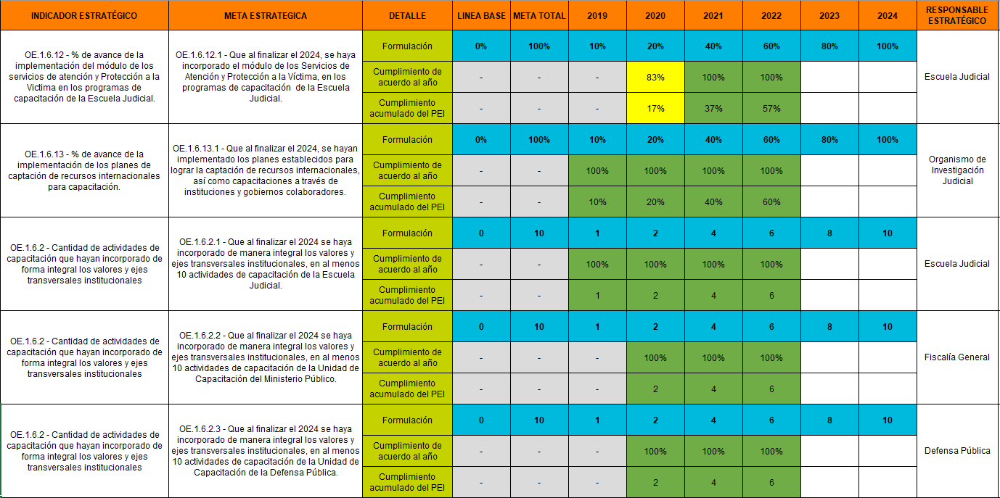 INDICADOR ESTRATÉGICO META ESTRATEGICA DETALLE LINEA BASE META TOTAL 2019 2020 2021 2022 2023 2024 RESPONSABLE
ESTRATÉGICO
OE.1.6.12 - % de avance de la
implementación del módulo de los
servicios de atención y Protección a la
Victima en los programas de
capacitación de la Escuela Judicial.
OE.1.6.12.1 - Que al finalizar el 2024, se haya
incorporado el módulo de los Servicios de
Atención y Protección a la Víctima, en los
programas de capacitación de la Escuela
Judicial.
Formulación 0% 100% 10% 20% 40% 60% 80% 100%
Cumplimiento de
acuerdo al año - - - 83% 100% 100%
Cumplimiento
acumulado del PEI - - - 17% 37% 57%
Escuela Judicial
OE.1.6.13 - % de avance de la
implementación de los planes de
captación de recursos internacionales
para capacitación.
OE.1.6.13.1 - Que al finalizar el 2024, se hayan
implementado los planes establecidos para
lograr la captación de recursos internacionales,
así como capacitaciones a través de
instituciones y gobiernos colaboradores.
Formulación 0% 100% 10% 20% 40% 60% 80% 100%
Cumplimiento de
acuerdo al año - - 100% 100% 100% 100%
Cumplimiento
acumulado del PEI - - 10% 20% 40% 60%
Organismo de
Investigación
Judicial
OE.1.6.2 - Cantidad de actividades de
capacitación que hayan incorporado de
forma integral los valores y ejes
transversales institucionales
OE.1.6.2.1 - Que al finalizar el 2024 se haya
incorporado de manera integral los valores y
ejes transversales institucionales, en al menos
10 actividades de capacitación de la Escuela
Judicial.
Formulación 0 10 1 2 4 6 8 10
Cumplimiento de
acuerdo al año - - 100% 100% 100% 100%
Cumplimiento
acumulado del PEI - - 1 2 4 6
Escuela Judicial
OE.1.6.2 - Cantidad de actividades de
capacitación que hayan incorporado de
forma integral los valores y ejes
transversales institucionales
OE.1.6.2.2 - Que al finalizar el 2024 se haya
incorporado de manera integral los valores y
ejes transversales institucionales, en al menos
10 actividades de capacitación de la Unidad de
Capacitación del Ministerio Público.
Formulación 0 10 1 2 4 6 8 10
Cumplimiento de
acuerdo al año - - - 100% 100% 100%
Cumplimiento
acumulado del PEI - - - 2 4 6
Fiscalía General
OE.1.6.2 - Cantidad de actividades de
capacitación que hayan incorporado de
forma integral los valores y ejes
transversales institucionales
OE.1.6.2.3 - Que al finalizar el 2024 se haya
incorporado de manera integral los valores y
ejes transversales institucionales, en al menos
10 actividades de capacitación de la Unidad de
Capacitación de la Defensa Pública.
Formulación 0 10 1 2 4 6 8 10
Cumplimiento de
acuerdo al año - - - 100% 100% 100%
Cumplimiento
acumulado del PEI - - - 2 4 6
Defensa Pública